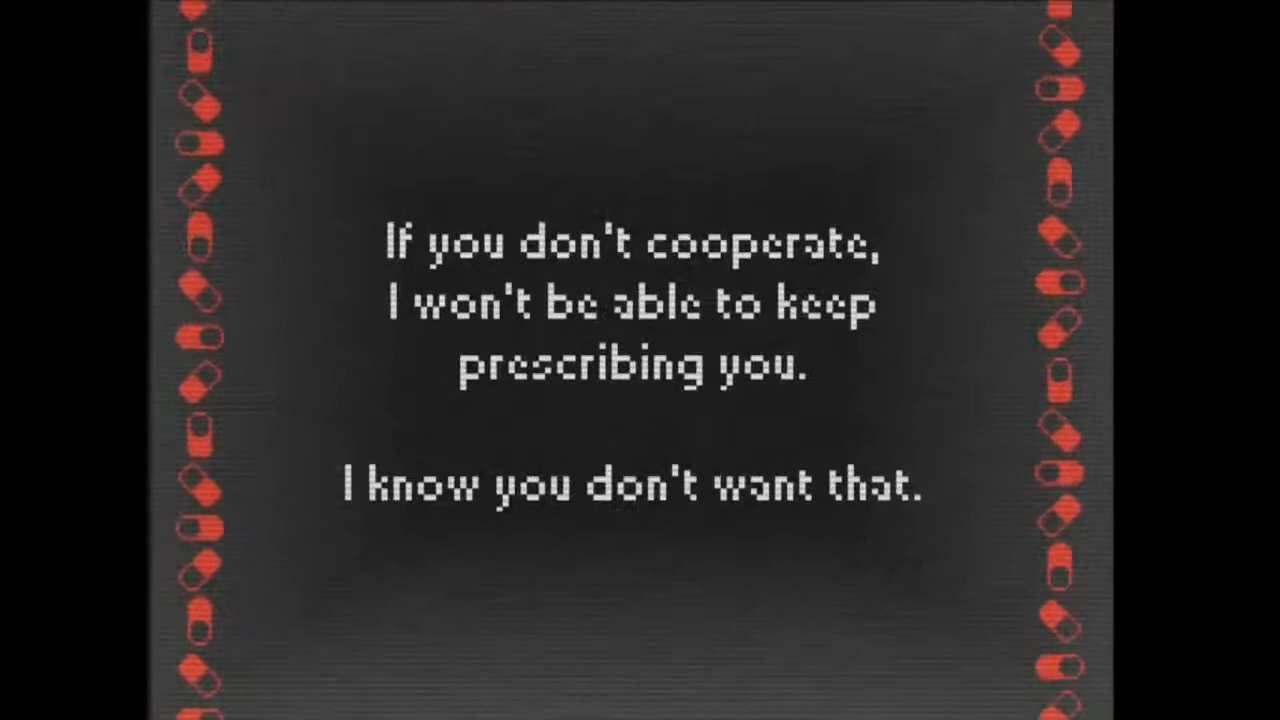 If you don't cooperate,
I won't be able to keep
prescribing you.
I know you don't want that.